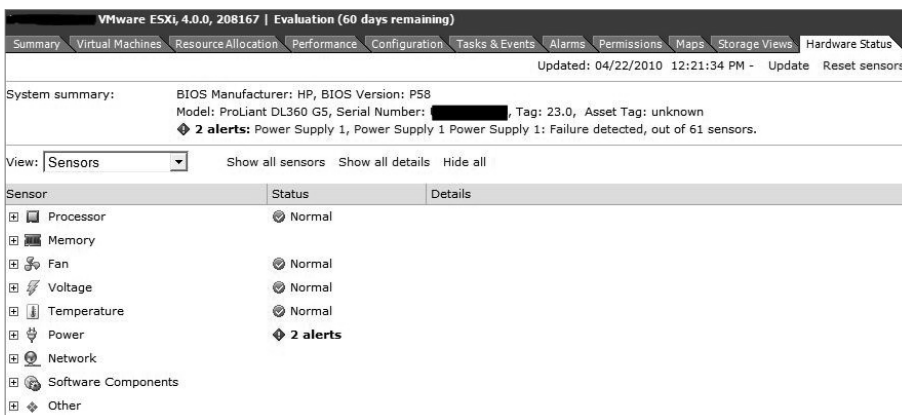 VMware ESXi, 4.0.0, 208167 | Evaluation (60 days remaining)
Summary Virtual Machines Resource Allocation Performance Configuration Tasks & Events Alarms Permissions Maps Storage Views Hardware Status
Updated: 04/22/2010 12:21:34 PM - Update Reset sensors
System summary: BIOS Manufacturer: HP, BIOS Version: P58
Model: ProLiant DL360 G5, Serial Number: , Tag: 23.0, Asset Tag: unknown
2 alerts: Power Supply 1, Power Supply 1 Power Supply 1: Failure detected, out of 61 sensors.
View: Sensors Show all sensors Show all details Hide all
Sensor Status Details
Processor Normal
Memory
Fan Normal
Voltage Normal
Temperature Normal
Power 2 alerts
Network
Software Components
Other